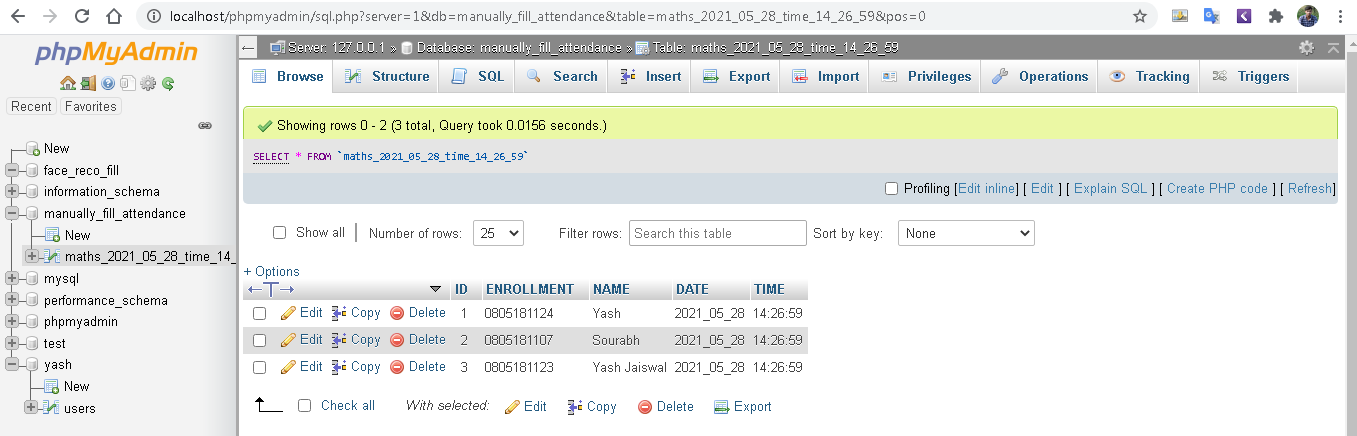 localhost/phpmyadmin/sql.php?server=1&db=manually_fill_attendance&table=maths_2021_05_28_time_14_26_59&pos=0
phpMyAdmin
Recent Favorites
New
face_reco_fill
information_schema
manually_fill_attendance
New
maths_2021_05_28_time_14_
mysql
performance_schema
phpmyadmin
test
yash
New
users
Server: 127.0.0.1 » Database: manually_fill_attendance » Table: maths_2021_05_28_time_14_26_59
Browse Structure SQL Search Insert Export Import Privileges Operations Tracking Triggers
Showing rows 0 - 2 (3 total, Query took 0.0156 seconds.)
SELECT * FROM `maths_2021_05_28_time_14_26_59`
Profiling [Edit inline] [ Edit ] [ Explain SQL ] [ Create PHP code ] [ Refresh]
Show all Number of rows: 25 Filter rows: Search this table Sort by key: None
+ Options
ID ENROLLMENT NAME DATE TIME
Edit Copy Delete 1 0805181124 Yash 2021_05_28 14:26:59
Edit Copy Delete 2 0805181107 Sourabh 2021_05_28 14:26:59
Edit Copy Delete 3 0805181123 Yash Jaiswal 2021_05_28 14:26:59
Check all With selected: Edit Copy Delete Export